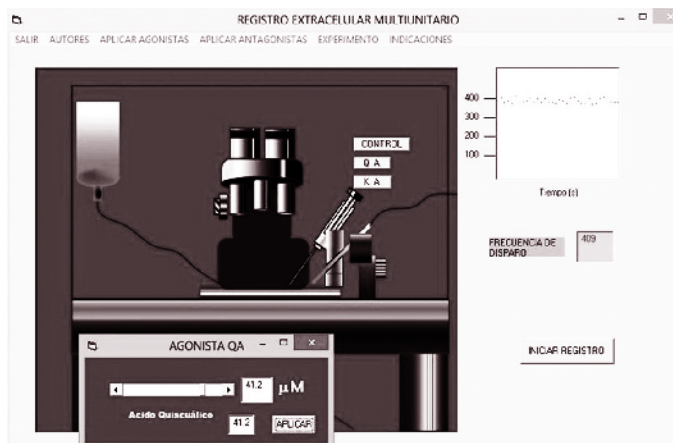 REGISTRO EXTRACELULAR MULTIUNITARIO
SALIR AUTORES APLICAR AGONISTAS APLICAR ANTAGONISTAS EXPERIMENTO INDICACIONES
CONTROL
Q A
K A
400
300
200
100
Tiempo (s)
FRECUENCIA DE
DISPARO
409
INICIAR REGISTRO
AGONISTA QA
41.2 µM
Acido Quiscuálico
41.2 APLICAR